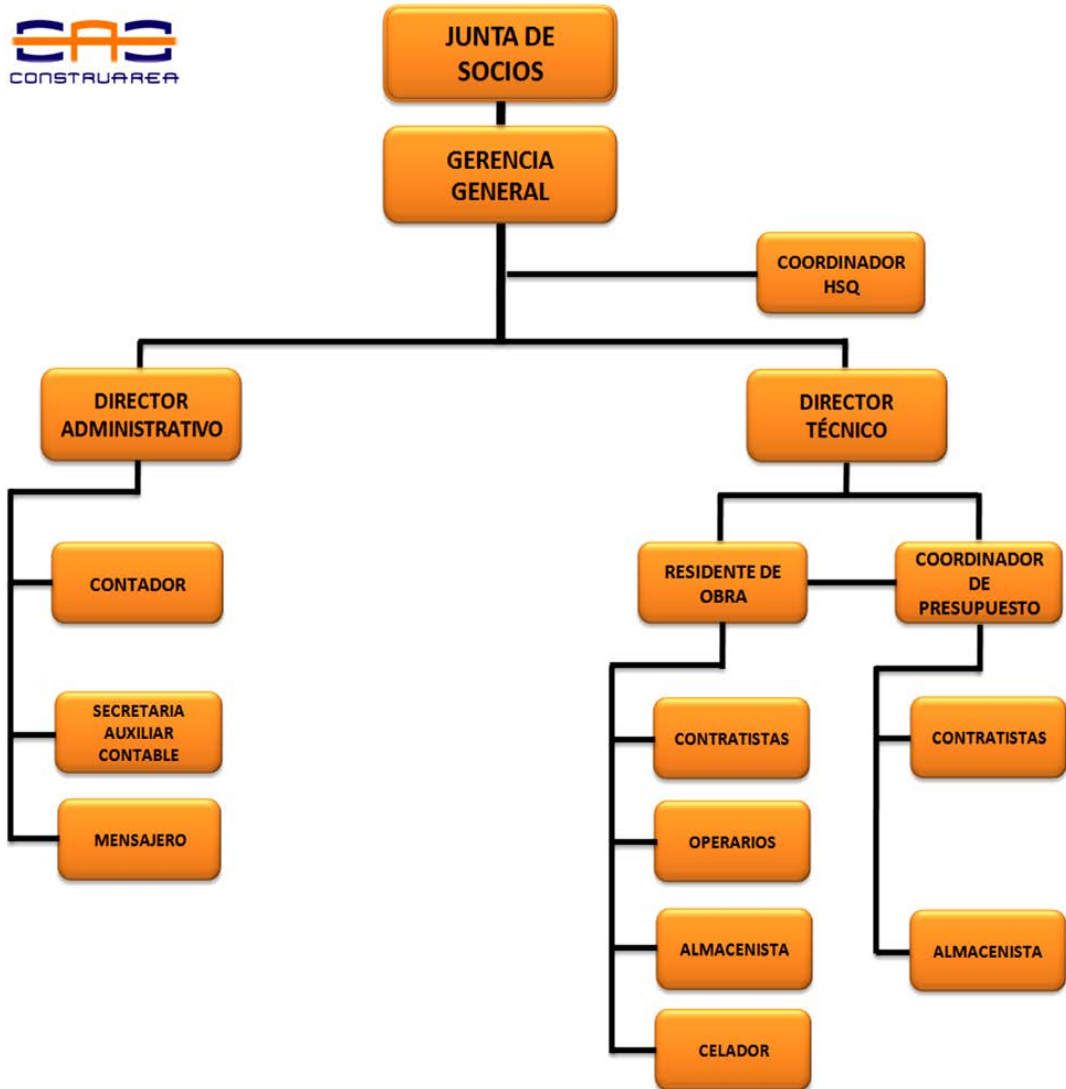 CONSTRUAREA
JUNTA DE
SOCIOS
GERENCIA
GENERAL
COORDINADOR
HSQ
DIRECTOR
ADMINISTRATIVO
DIRECTOR
TÉCNICO
CONTADOR
SECRETARIA
AUXILIAR
CONTABLE
MENSAJERO
RESIDENTE DE
OBRA
COORDINADOR
DE
PRESUPUESTO
CONTRATISTAS
OPERARIOS
ALMACENISTA
CELADOR
CONTRATISTAS
ALMACENISTA